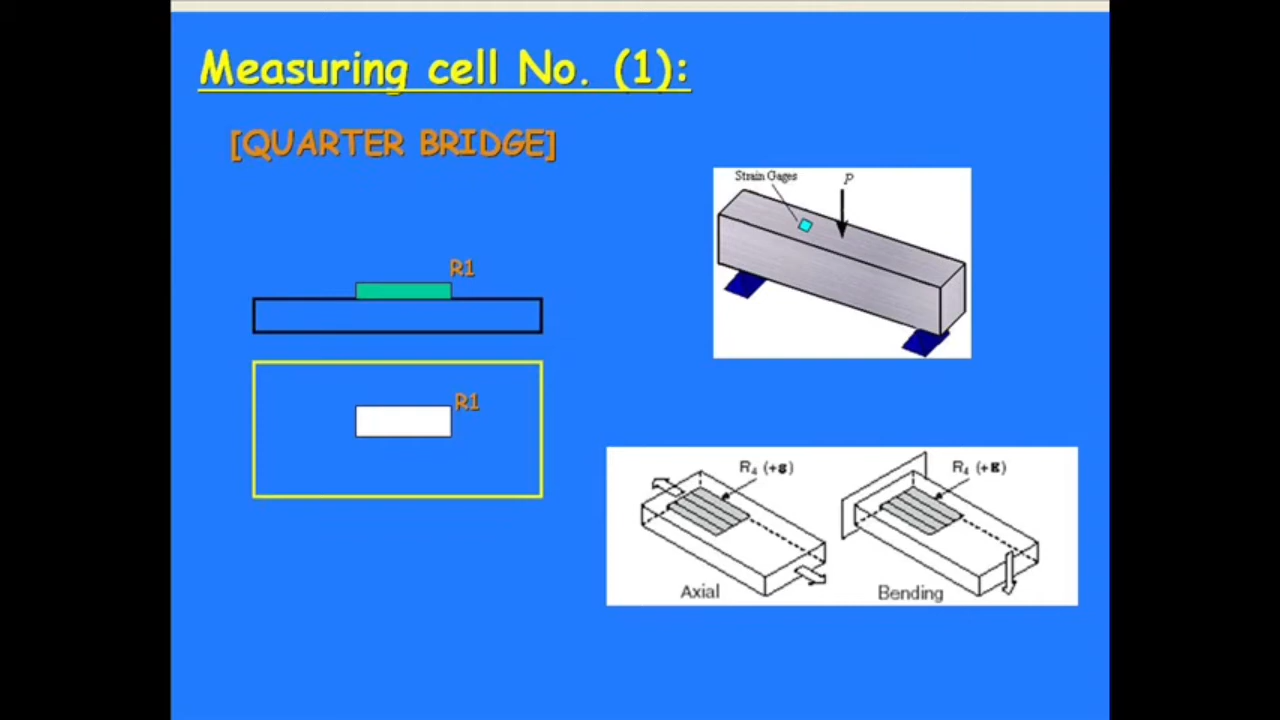 Measuring cell No. (1):
[QUARTER BRIDGE]
Strain Gages
P
R1
R1
R4 (+s)
R4 (+E)
Axial
Bending